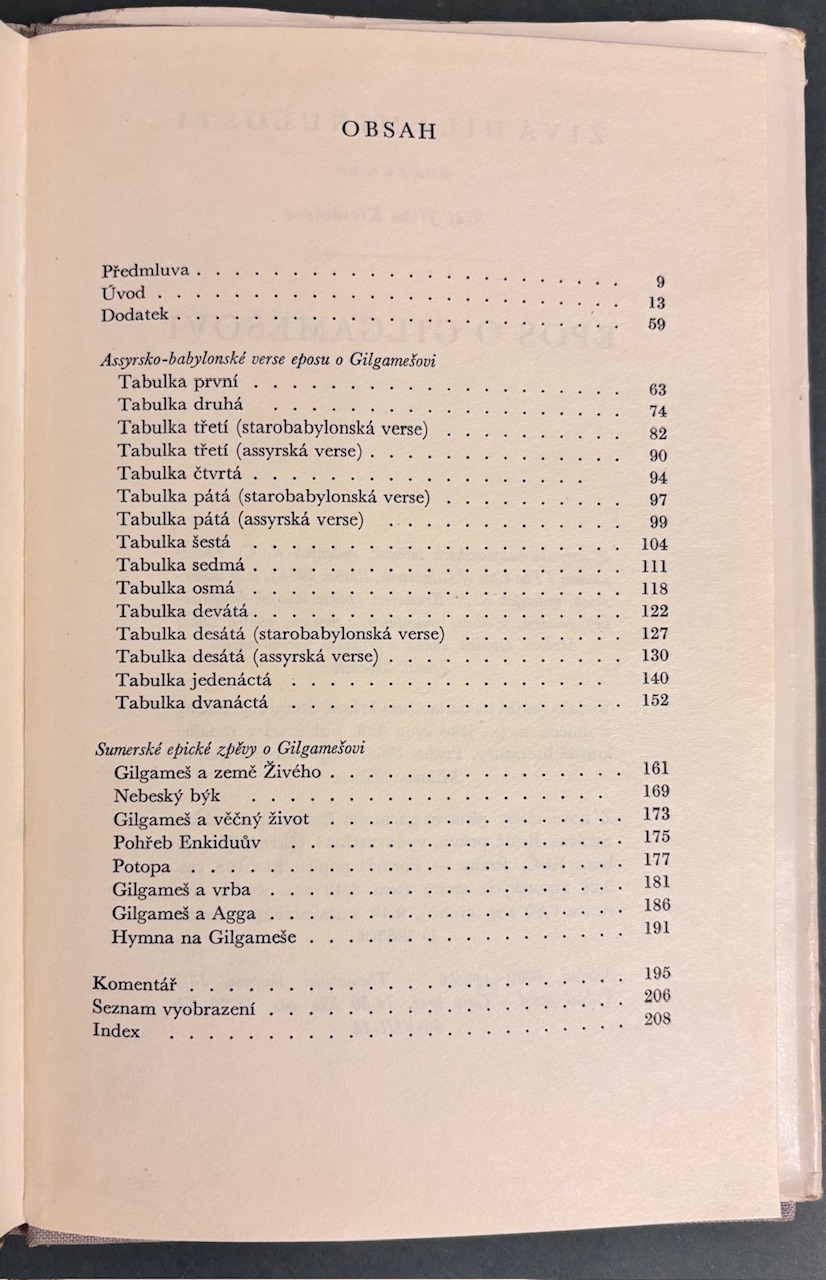 OBSAH
Předmluva . . . . . . . . . . . . . . . . . . . . . . . 9
Úvod . . . . . . . . . . . . . . . . . . . . . . . . . 13
Dodatek . . . . . . . . . . . . . . . . . . . . . . . . 59
Assyrsko-babylonské verse eposu o Gilgamešovi
Tabulka první . . . . . . . . . . . . . . . . . . . . 63
Tabulka druhá . . . . . . . . . . . . . . . . . . . 74
Tabulka třetí (starobabylonská verse) . . . . . . . . . . 82
Tabulka třetí (assyrská verse) . . . . . . . . . . . . . . 90
Tabulka čtvrtá . . . . . . . . . . . . . . . . . . 94
Tabulka pátá (starobabylonská verse) . . . . . . . . . . 97
Tabulka pátá (assyrská verse) . . . . . . . . . . . . . 99
Tabulka šestá . . . . . . . . . . . . . . . . . . . . 104
Tabulka sedmá . . . . . . . . . . . . . . . . . . . . 111
Tabulka osmá . . . . . . . . . . . . . . . . . . . . 118
Tabulka devátá . . . . . . . . . . . . . . . . . . . . 122
Tabulka desátá (starobabylonská verse) . . . . . . . . . 127
Tabulka desátá (assyrská verse) . . . . . . . . . . . . . 130
Tabulka jedenáctá . . . . . . . . . . . . . . . . . 140
Tabulka dvanáctá . . . . . . . . . . . . . . . . . . 152
Sumerské epické zpěvy o Gilgamešovi
Gilgameš a země Živého . . . . . . . . . . . . . . . . 161
Nebeský býk . . . . . . . . . . . . . . . . . . . 169
Gilgameš a věčný život . . . . . . . . . . . . . . . . 173
Pohřeb Enkiduův . . . . . . . . . . . . . . . . . . 175
Potopa . . . . . . . . . . . . . . . . . . . . . . . 177
Gilgameš a vrba . . . . . . . . . . . . . . . . . . . 181
Gilgameš a Agga . . . . . . . . . . . . . . . . . . . 186
Hymna na Gilgameše . . . . . . . . . . . . . . . . . 191
Komentář . . . . . . . . . . . . . . . . . . . . . . . 195
Seznam vyobrazení . . . . . . . . . . . . . . . . . . . 206
Index . . . . . . . . . . . . . . . . . . . . . . . . 208